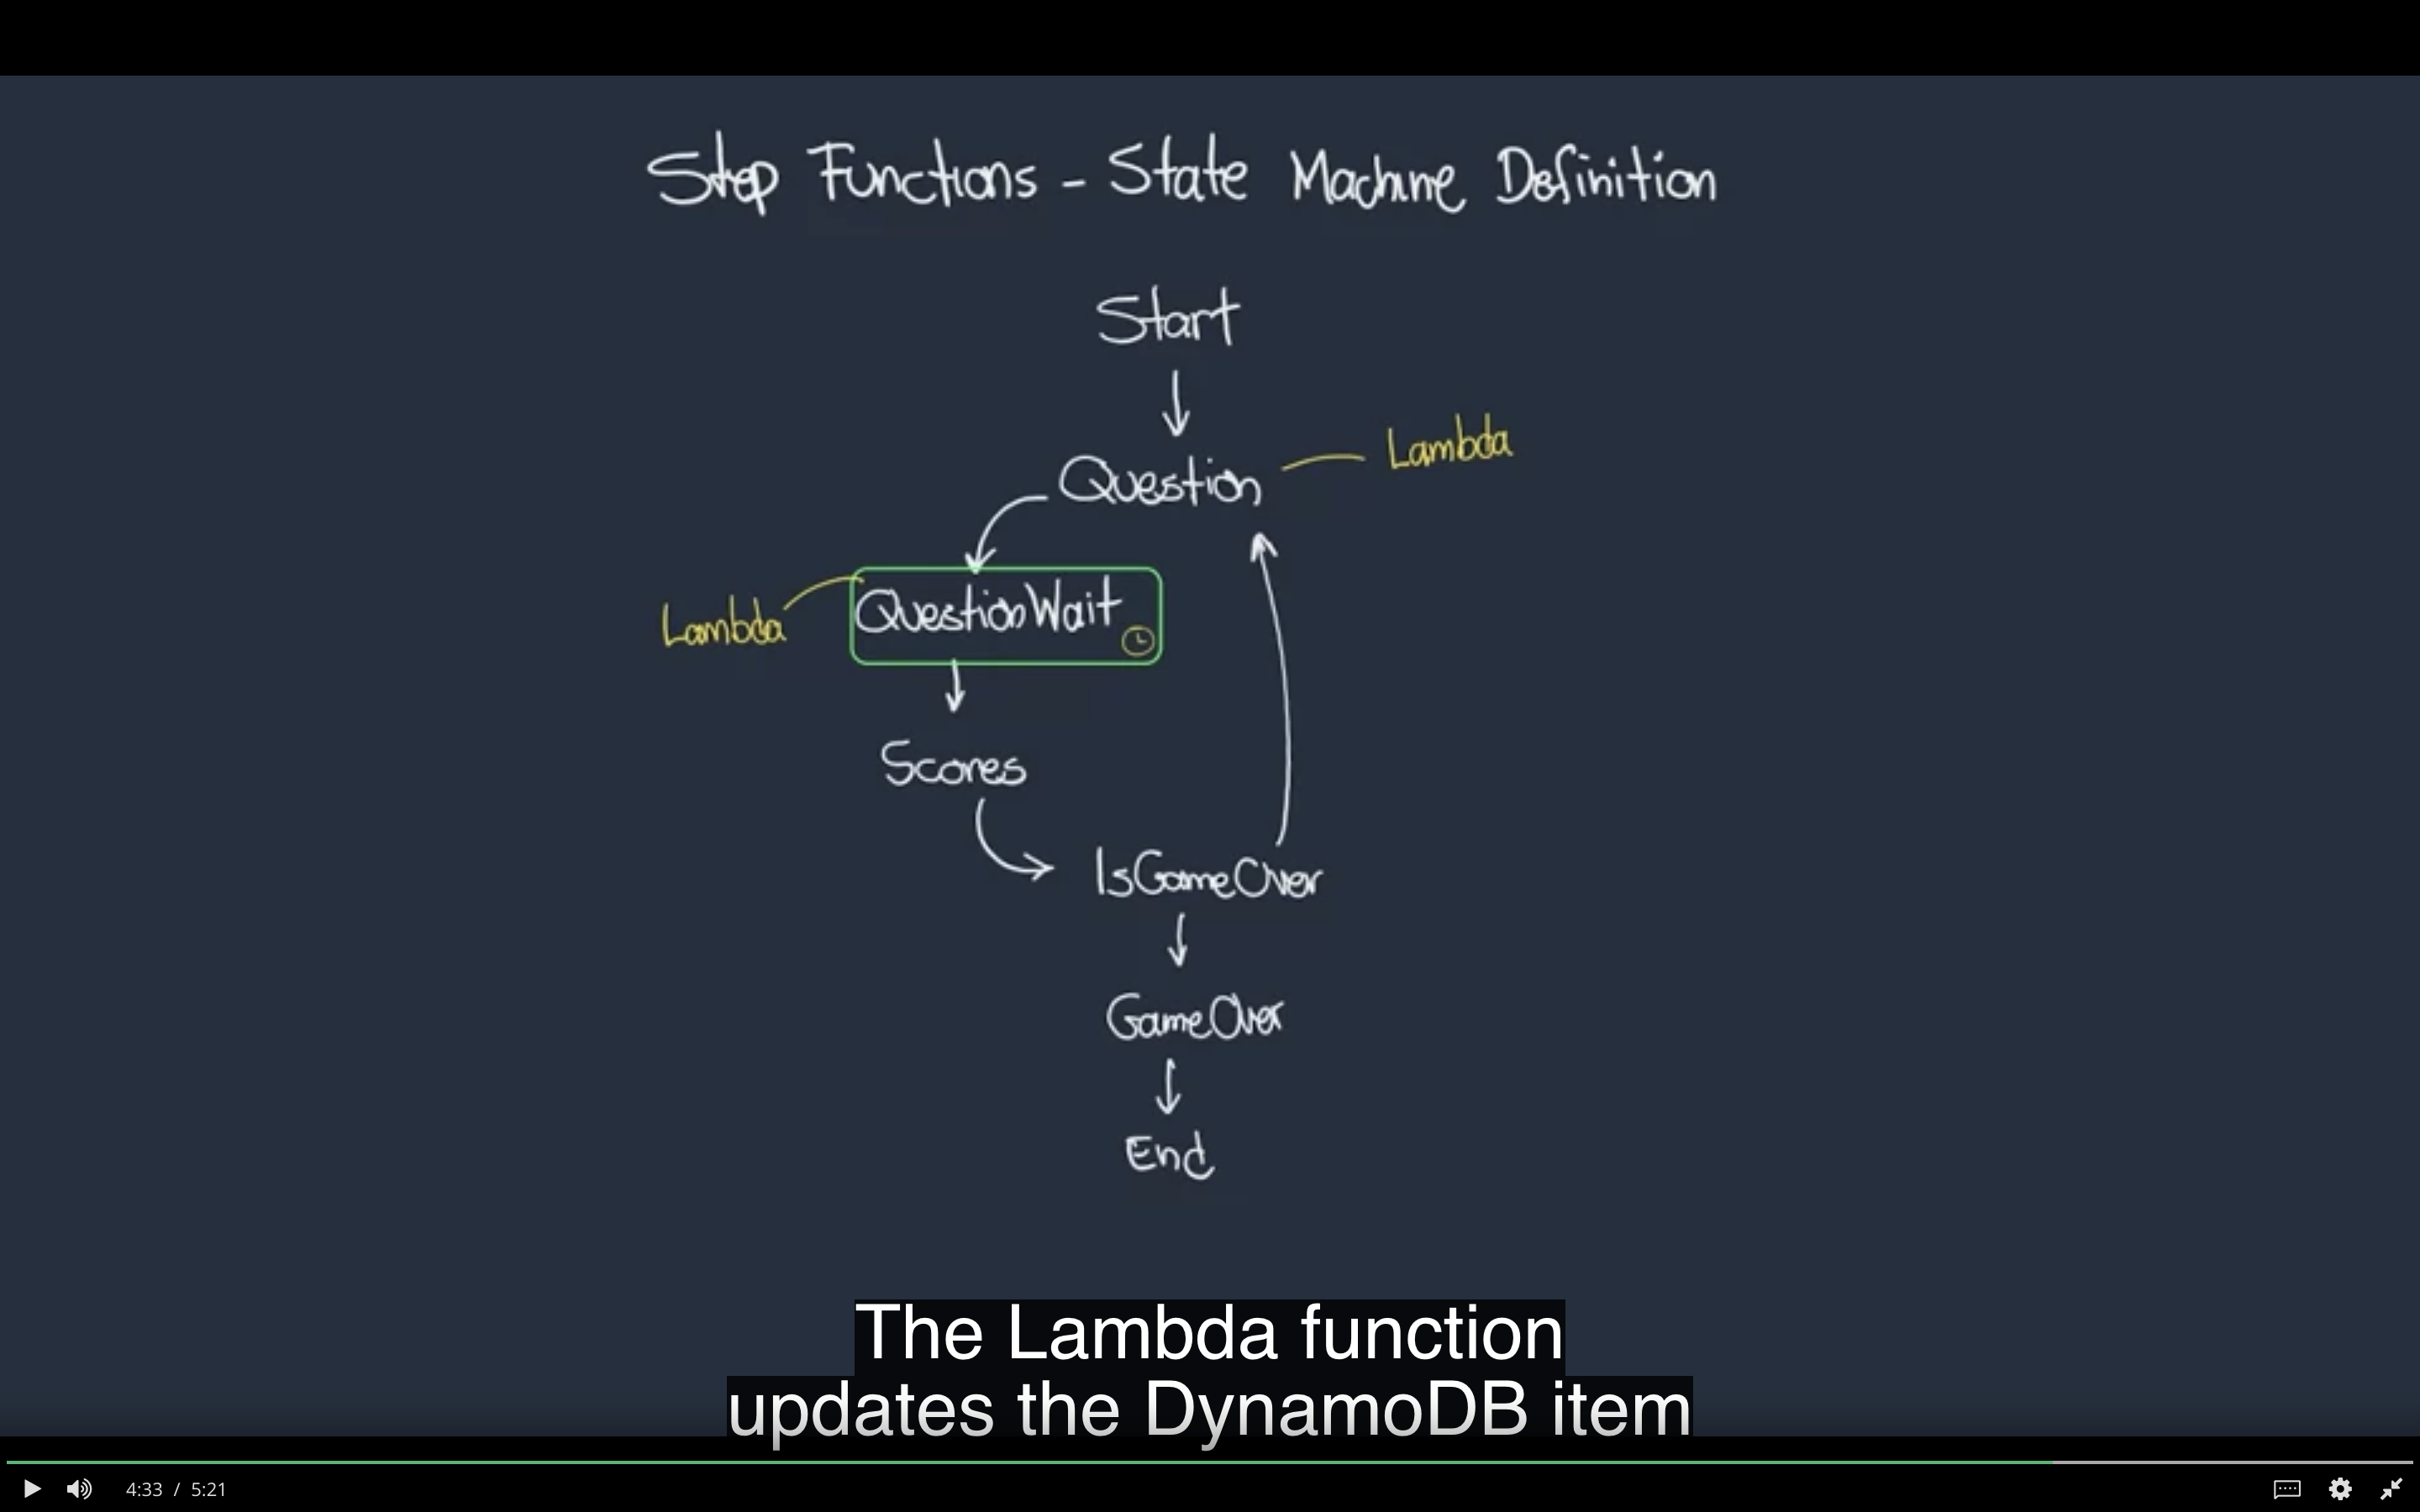 Step Functions - State Machine Definition
Start
Question
Lambda
QuestionWait
Lambda
Scores
IsGameOver
GameOver
End
The Lambda function
updates the DynamoDB item
4:33 / 5:21